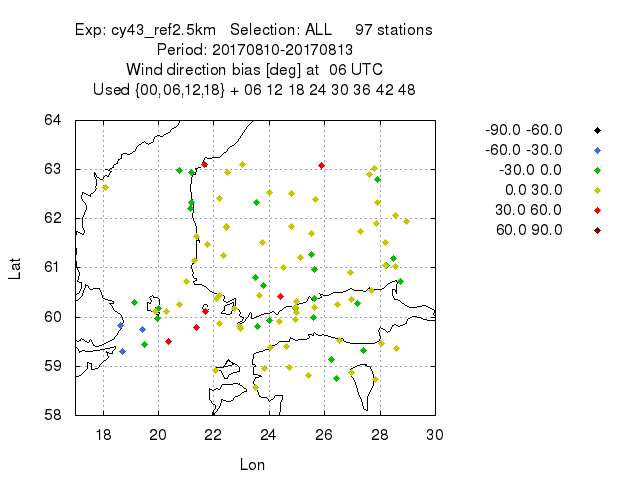 Exp: cy43_ref2.5km   Selection: ALL     97 stations
Period: 20170810-20170813
Wind direction bias [deg] at  06 UTC
Used {00,06,12,18} + 06 12 18 24 30 36 42 48
64
63
62
61
60
59
58
Lat
18 20 22 24 26 28 30
Lon
-90.0 -60.0
-60.0 -30.0
-30.0 0.0
0.0 30.0
30.0 60.0
60.0 90.0